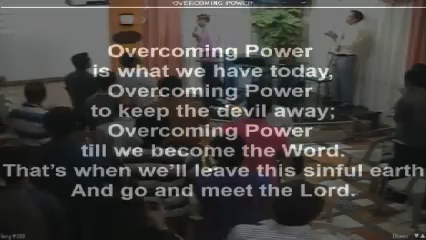 OVERCOMING POWER
Overcoming Power
is what we have today,
Overcoming Power
to keep the devil away;
Overcoming Power
till we become the Word.
That's when we'll leave this sinful earth
And go and meet the Lord.